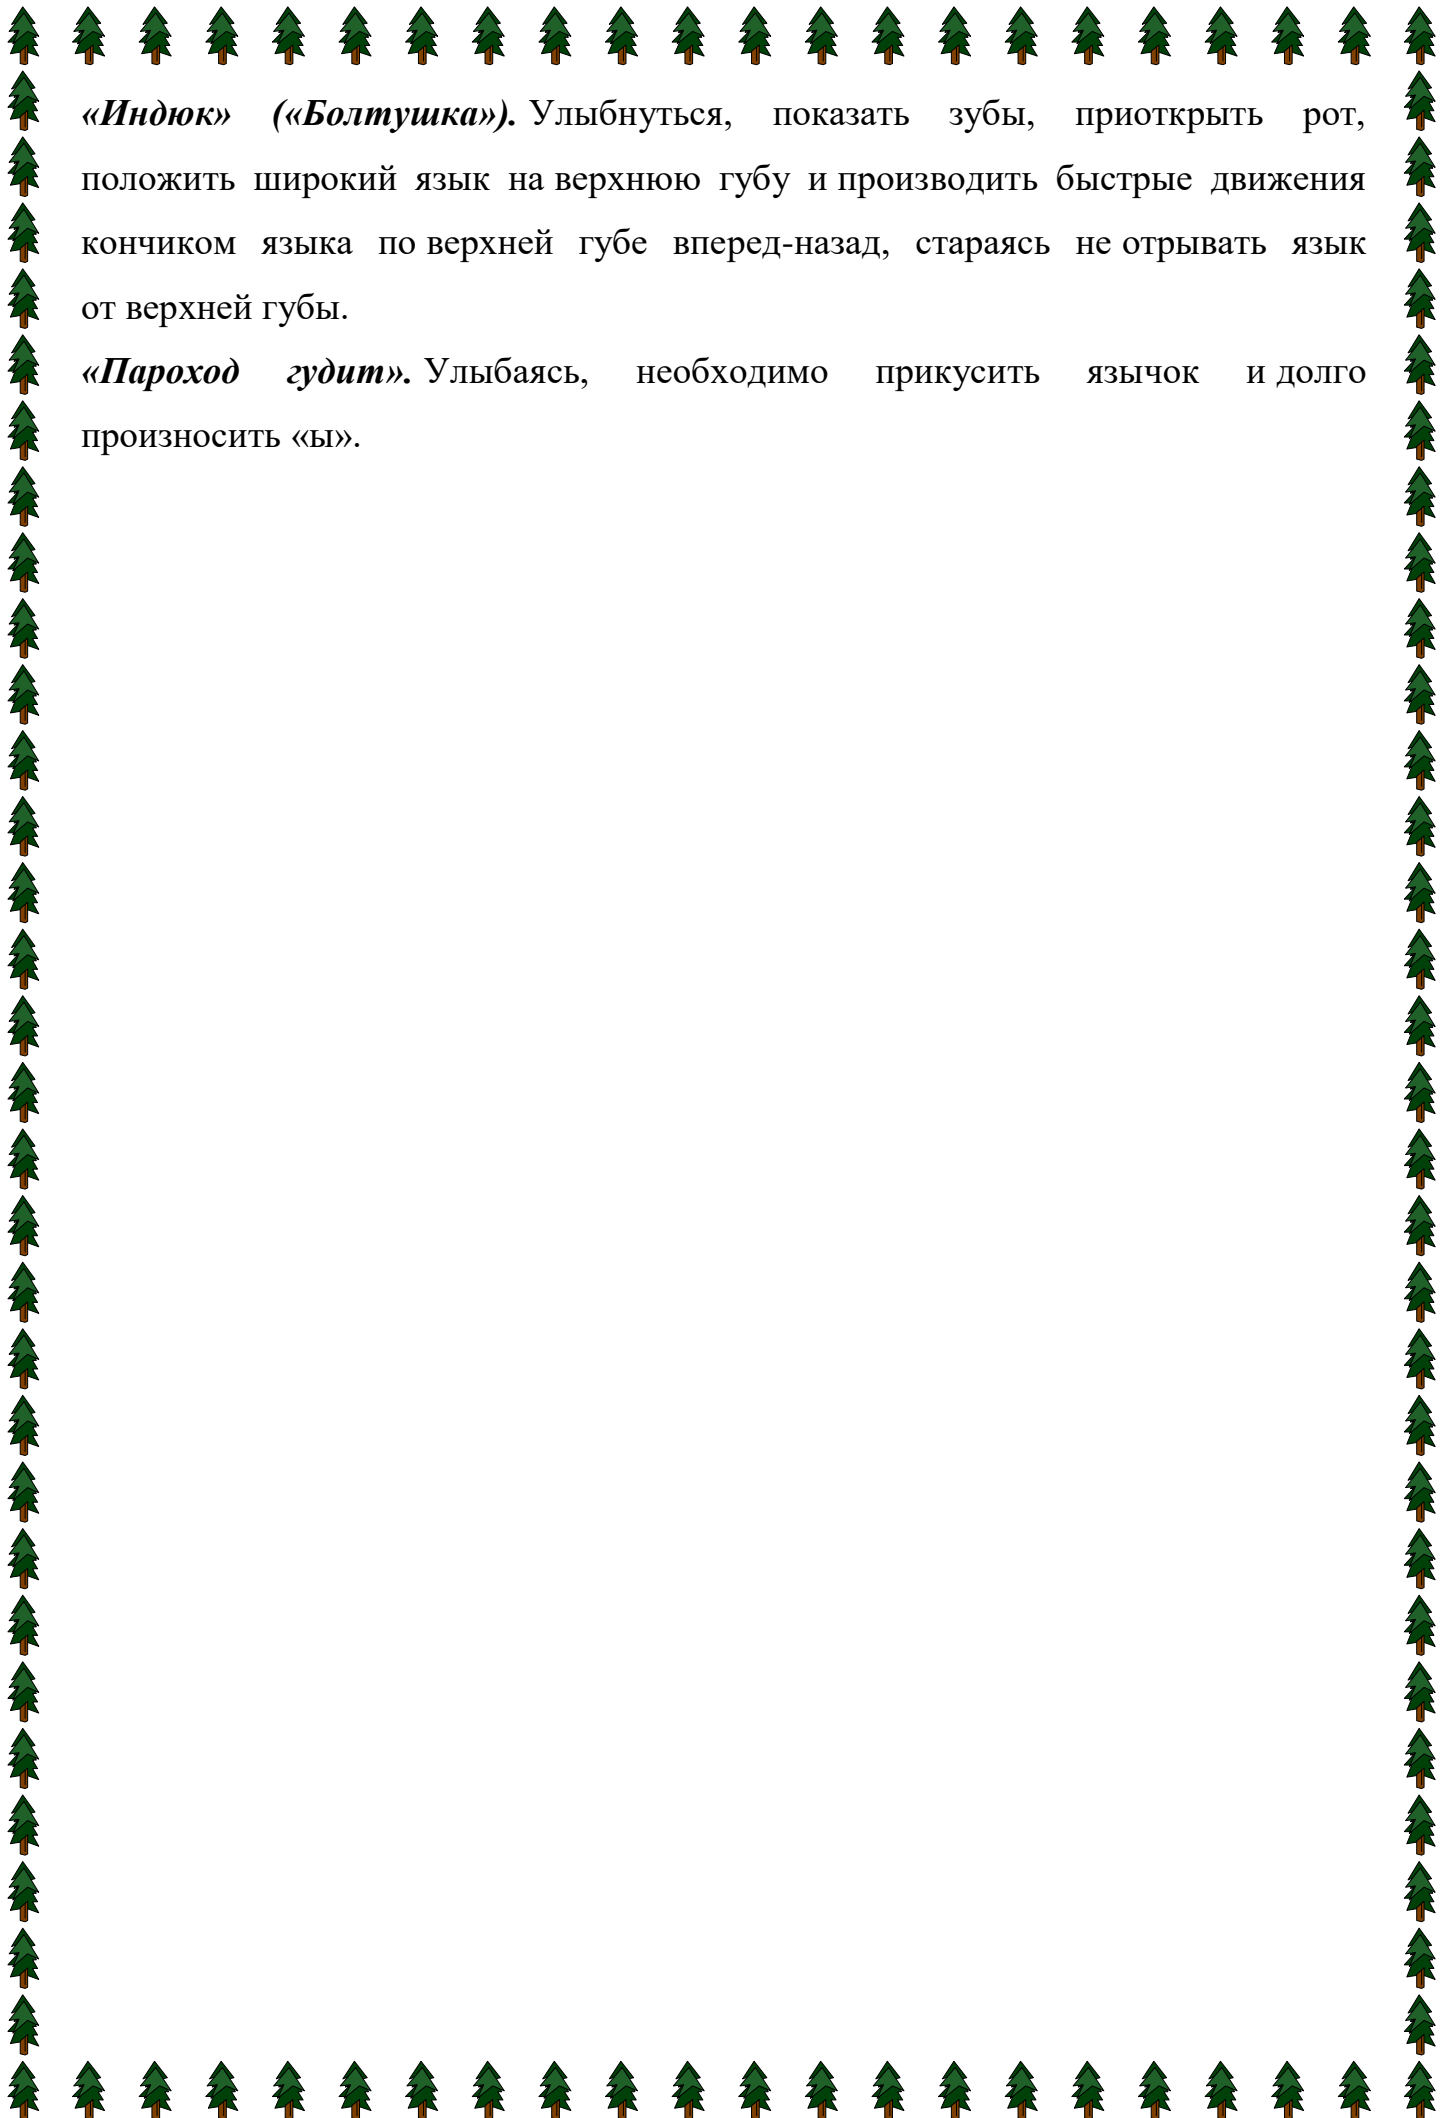 «Индюк» («Болтушка»). Улыбнуться, показать зубы, приоткрыть рот,
положить широкий язык на верхнюю губу и производить быстрые движения
кончиком языка по верхней губе вперед-назад, стараясь не отрывать язык
от верхней губы.
«Пароход гудит». Улыбаясь, необходимо прикусить язычок и долго
произносить «ы».